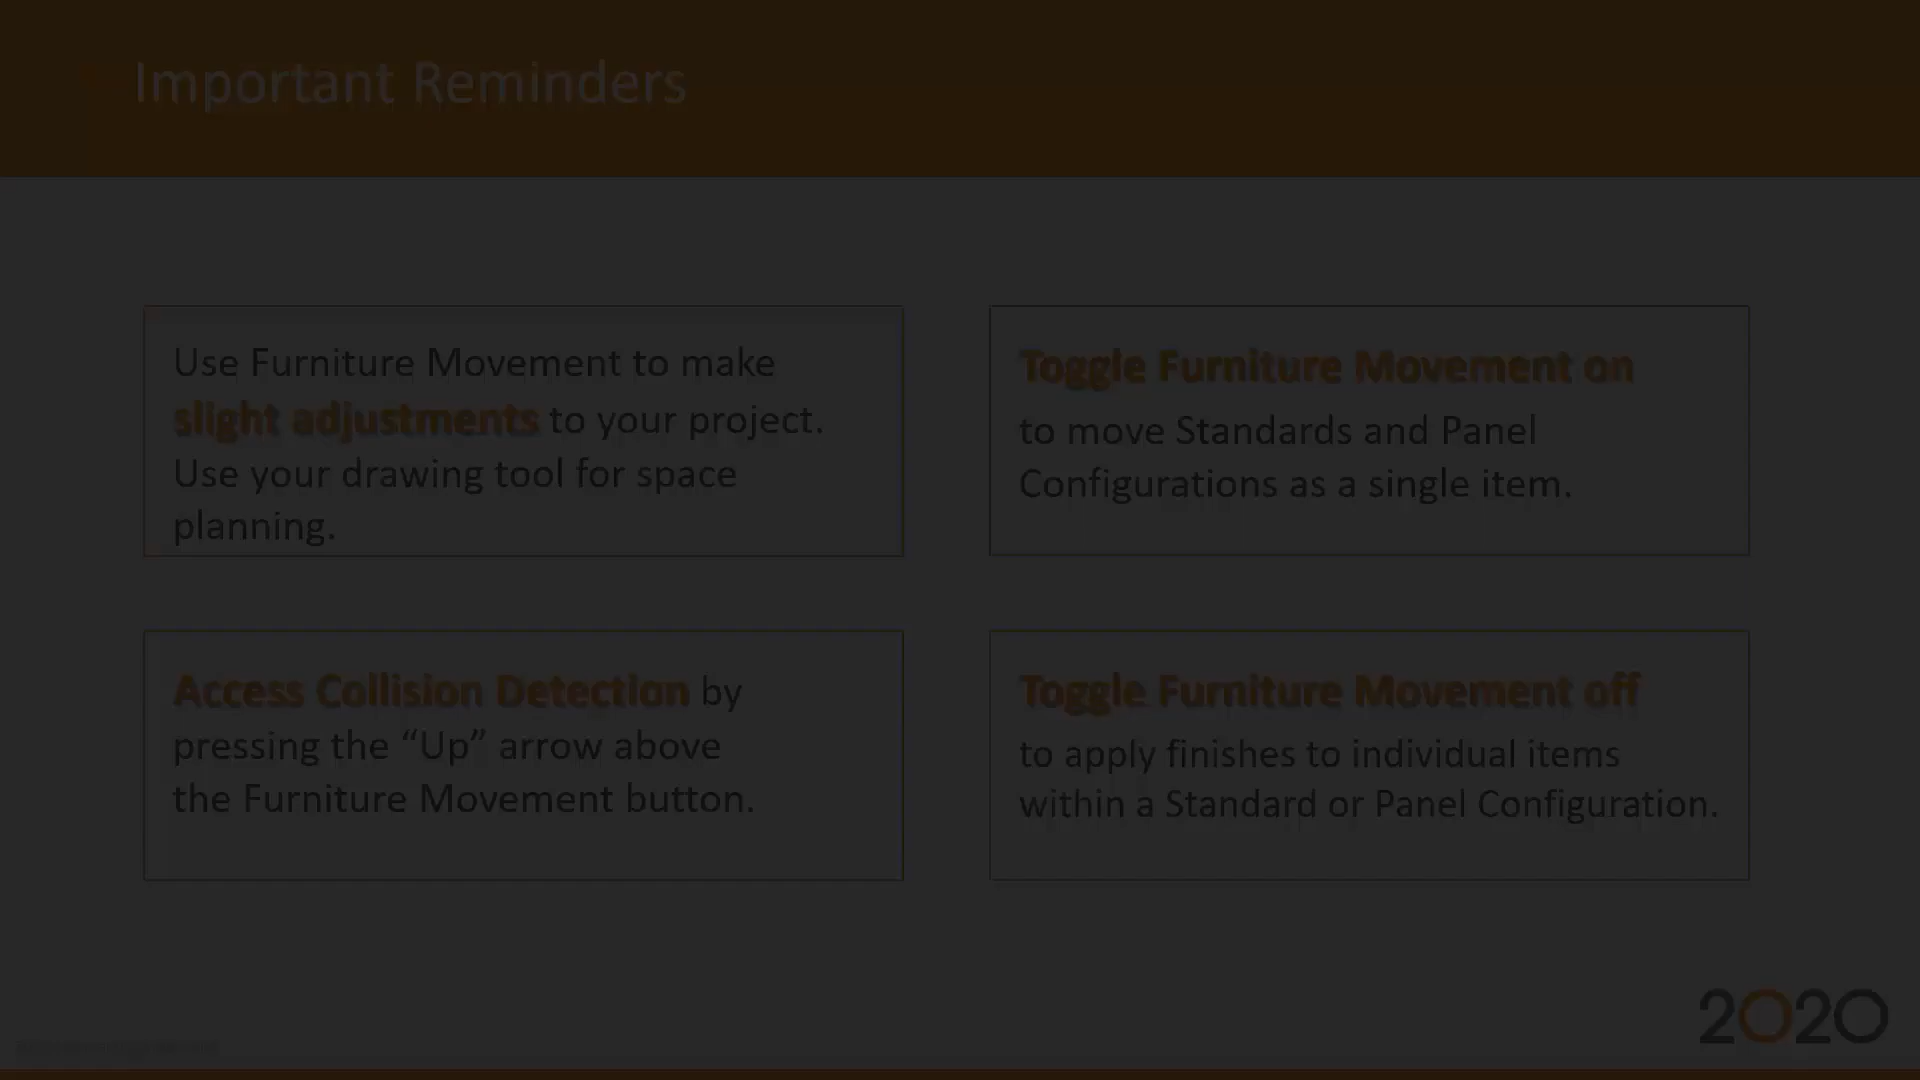 Important Reminders
Use Furniture Movement to make
slight adjustments to your project.
Use your drawing tool for space
planning.
Toggle Furniture Movement on
to move Standards and Panel
Configurations as a single item.
Access Collision Detection by
pressing the “Up” arrow above
the Furniture Movement button.
Toggle Furniture Movement off
to apply finishes to individual items
within a Standard or Panel Configuration.
2020